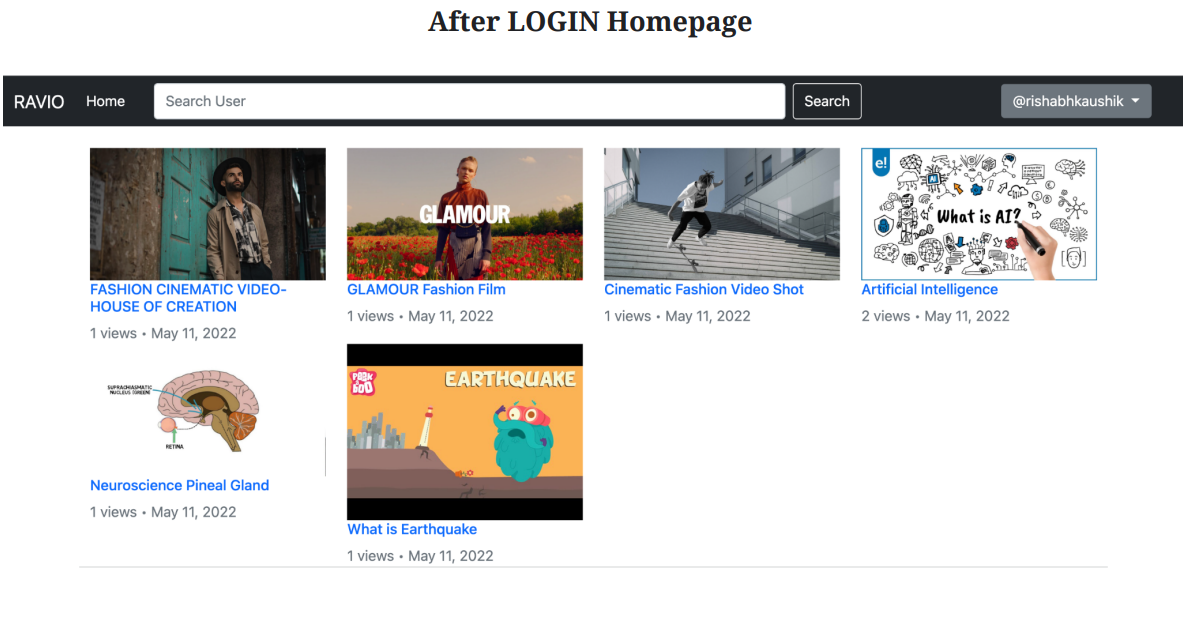 After LOGIN Homepage
RAVIO Home Search User Search @rishabhkaushik
GLAMOUR
e!
AI
What is AI?
FASHION CINEMATIC VIDEO-
HOUSE OF CREATION
1 views • May 11, 2022
GLAMOUR Fashion Film
1 views • May 11, 2022
Cinematic Fashion Video Shot
1 views • May 11, 2022
Artificial Intelligence
2 views • May 11, 2022
SUPRACHIASMATIC
NUCLEUS (GREEN)
RETINA
Neuroscience Pineal Gland
1 views • May 11, 2022
PEEK
A
BOO
EARTHQUAKE
What is Earthquake
1 views • May 11, 2022